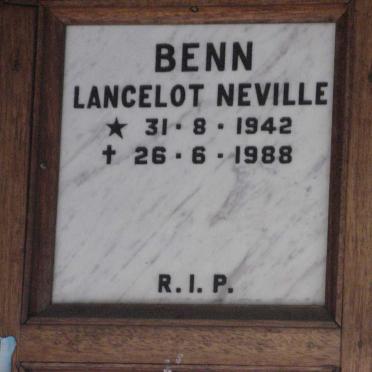 BENN
LANCELOT NEVILLE
★ 31·8·1942
✝ 26·6·1988
R.I.P.